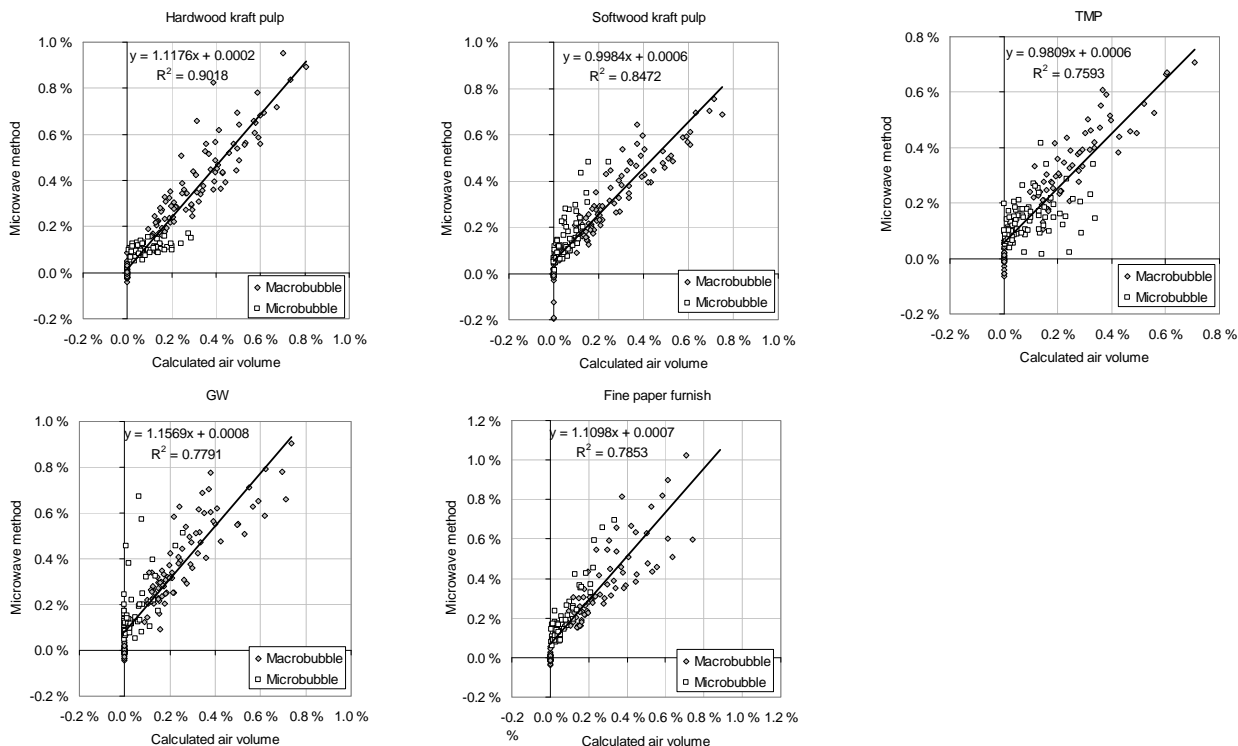 Hardwood kraft pulp
1.0 %
y = 1.1176x + 0.0002
R² = 0.9018
0.8 %
0.6 %
0.4 %
0.2 %
0.0 %
-0.2 %
Microwave method
Macrobubble
Microbubble
-0.2 % 0.0 % 0.2 % 0.4 % 0.6 % 0.8 % 1.0 %
Calculated air volume
Softwood kraft pulp
1.0 %
y = 0.9984x + 0.0006
R² = 0.8472
0.8 %
0.6 %
0.4 %
0.2 %
0.0 %
-0.2 %
Microwave method
Macrobubble
Microbubble
-0.2 % 0.0 % 0.2 % 0.4 % 0.6 % 0.8 % 1.0 %
Calculated air volume
TMP
0.8 %
y = 0.9809x + 0.0006
R² = 0.7593
0.6 %
0.4 %
0.2 %
0.0 %
-0.2 %
Microwave method
Macrobubble
Microbubble
-0.2 % 0.0 % 0.2 % 0.4 % 0.6 % 0.8 %
Calculated air volume
GW
1.0 %
y = 1.1569x + 0.0008
R² = 0.7791
0.8 %
0.6 %
0.4 %
0.2 %
0.0 %
-0.2 %
Microwave method
Macrobubble
Microbubble
-0.2 % 0.0 % 0.2 % 0.4 % 0.6 % 0.8 % 1.0 %
Calculated air volume
Fine paper furnish
1.2 %
y = 1.1098x + 0.0007
R² = 0.7853
1.0 %
0.8 %
0.6 %
0.4 %
0.2 %
0.0 %
-0.2 %
Microwave method
Macrobubble
Microbubble
-0.2 0.0 % 0.2 % 0.4 % 0.6 % 0.8 % 1.0 % 1.2 %
%
Calculated air volume